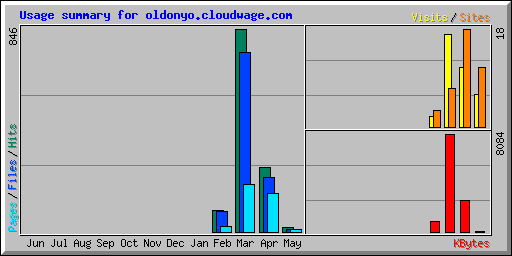 Usage summary for oldonyo.cloudwage.com
Visits / Sites
846
18
Pages / Files / Hits
8084
Jun Jul Aug Sep Oct Nov Dec Jan Feb Mar Apr May
KBytes